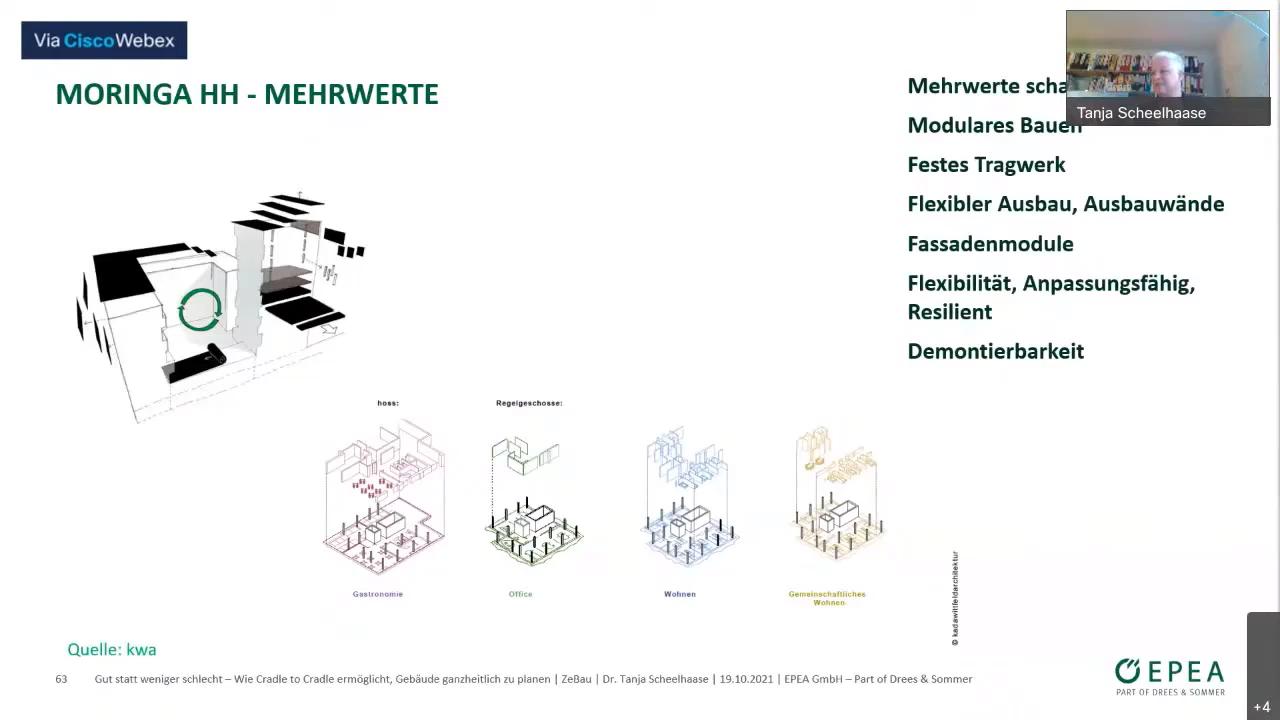 Via CiscoWebex
MORINGA HH - MEHRWERTE
Mehrwerte
Tanja Scheelhaase
Modulares Bauen
Festes Tragwerk
Flexibler Ausbau, Ausbauwände
Fassadenmodule
Flexibilität, Anpassungsfähig,
Resilient
Demontierbarkeit
hoss:
Regelgeschosse:
Gastronomie
Office
Wohnen
Gemeinschaftliches
Wohnen
© kadawittfeldarchitektur
Quelle: kwa
63 Gut statt weniger schlecht – Wie Cradle to Cradle ermöglicht, Gebäude ganzheitlich zu planen | ZeBau | Dr. Tanja Scheelhaase | 19.10.2021 | EPEA GmbH – Part of Drees & Sommer
EPEA
PART OF DREES & SOMMER
+4